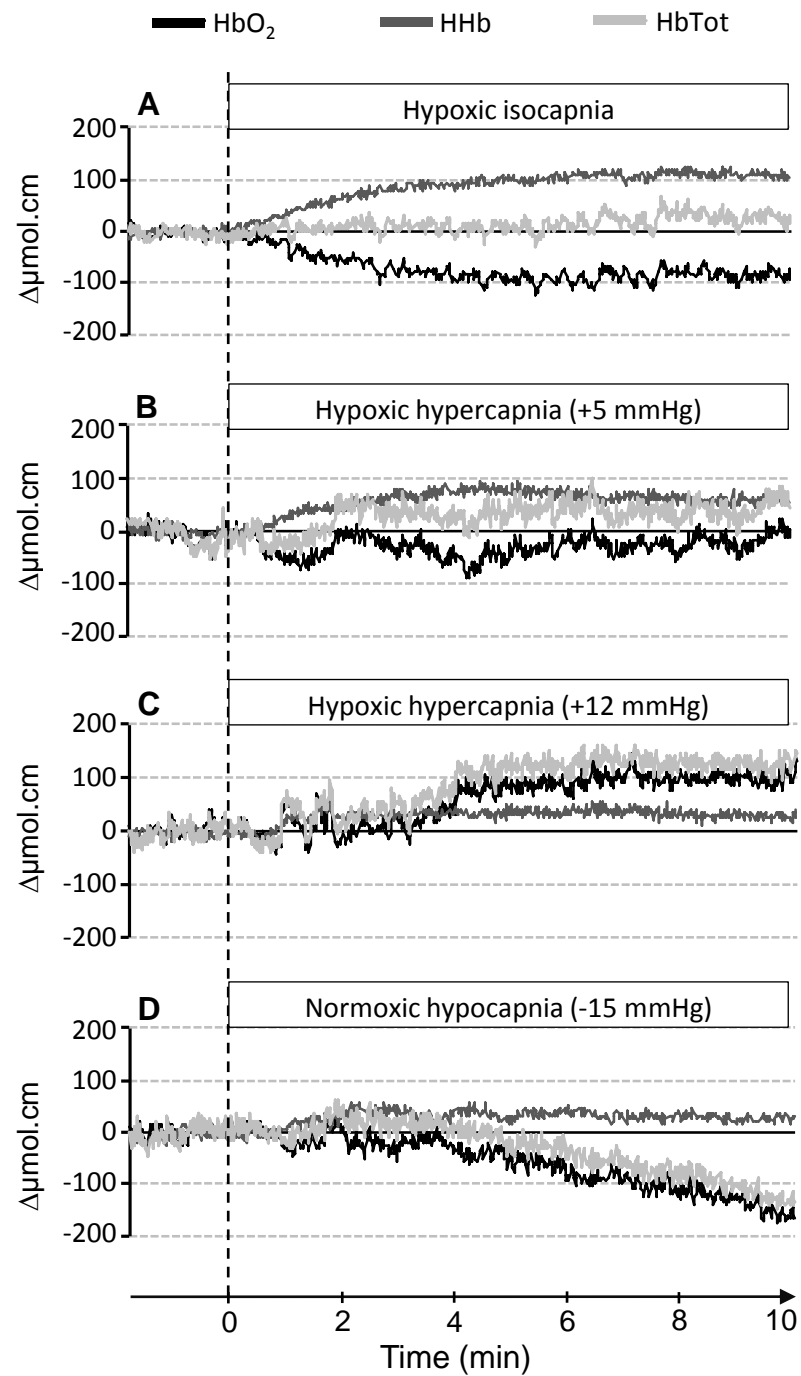 HbO₂ HHb HbTot
A Hypoxic isocapnia
200
100
0
-100
-200
Δµmol.cm
B Hypoxic hypercapnia (+5 mmHg)
200
100
0
-100
-200
Δµmol.cm
C Hypoxic hypercapnia (+12 mmHg)
200
100
0
-100
-200
Δµmol.cm
D Normoxic hypocapnia (-15 mmHg)
200
100
0
-100
-200
Δµmol.cm
0 2 4 6 8 10
Time (min)